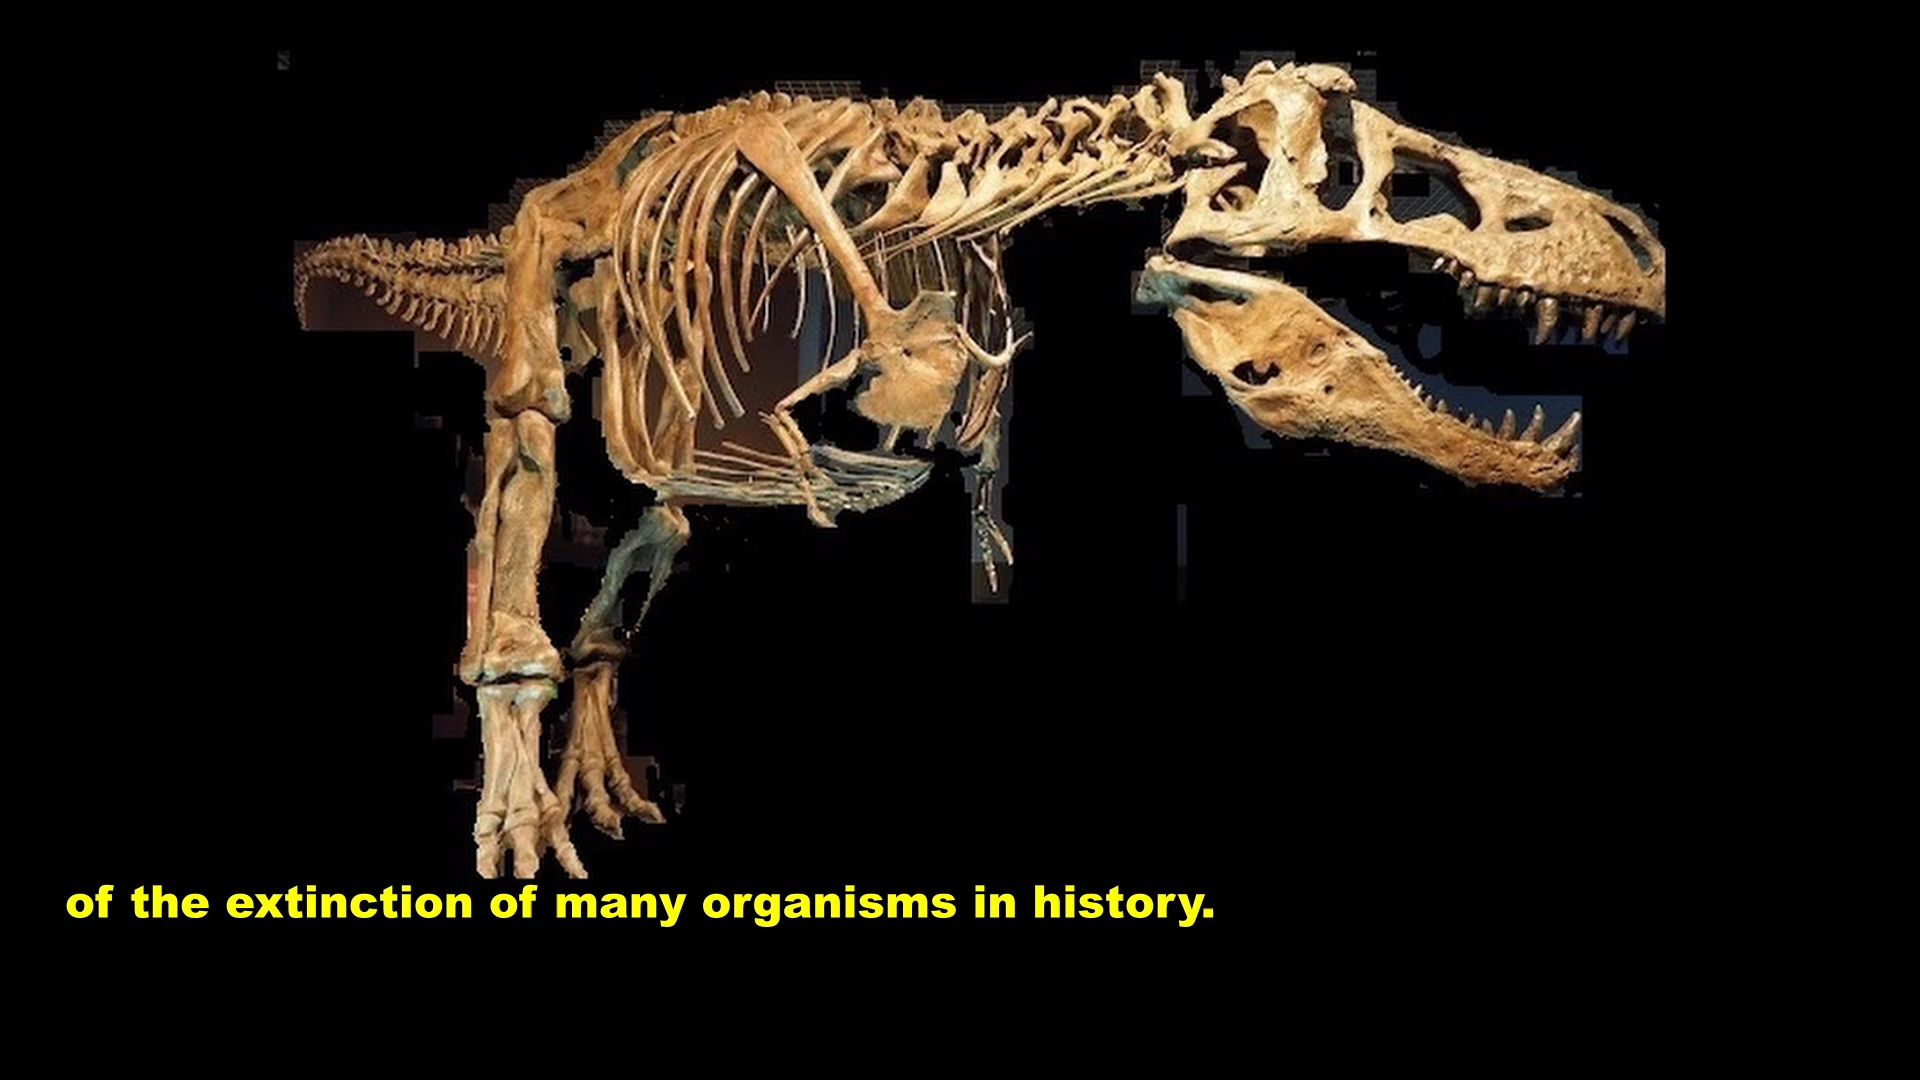 of the extinction of many organisms in history.